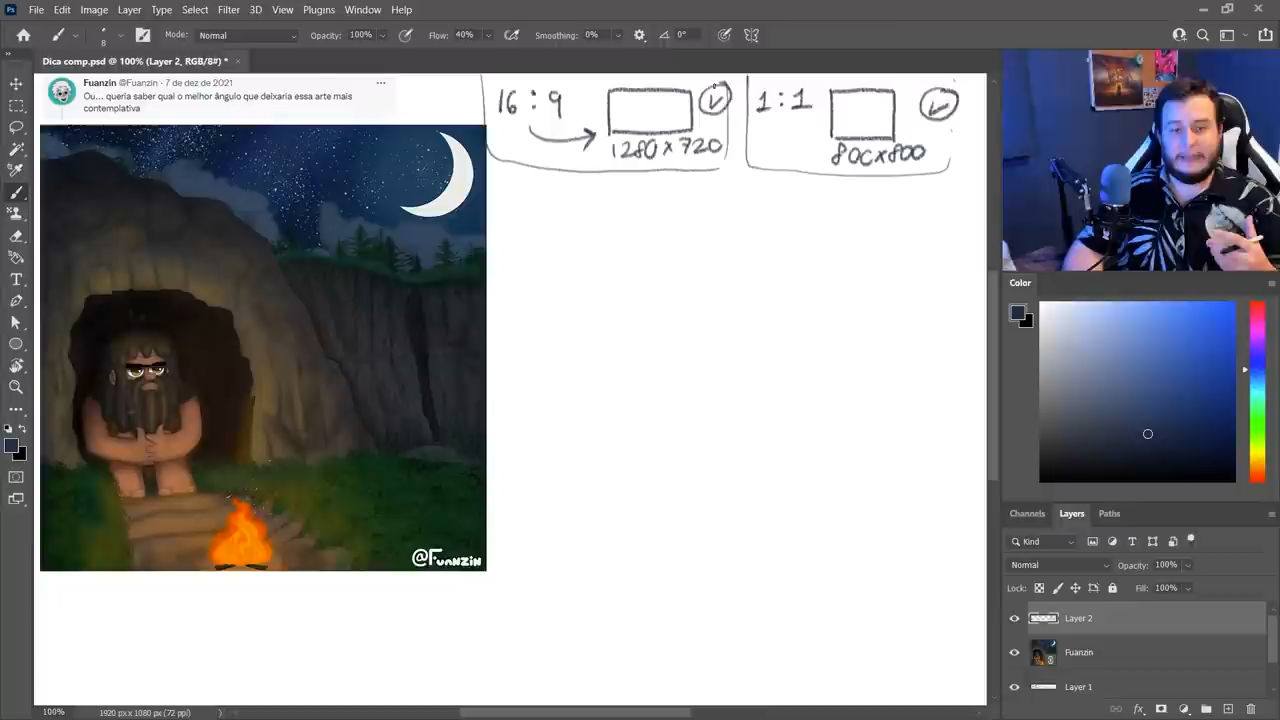 Ps File Edit Image Layer Type Select Filter 3D View Plugins Window Help
8 Mode: Normal Opacity: 100% Flow: 40% Smoothing: 0% 0°
Dica comp.psd @ 100% (Layer 2, RGB/8#) *
Fuanzin @Fuanzin · 7 de dez de 2021
Ou... queria saber qual o melhor ângulo que deixaria essa arte mais
contemplativa
16 : 9
1280 x 720
1:1
800x800
@Fuanzin
Color
Channels Layers Paths
Kind
Normal Opacity: 100%
Lock: Fill: 100%
Layer 2
Fuanzin
Layer 1
fx
100% 1920 px x 1080 px (72 ppi)